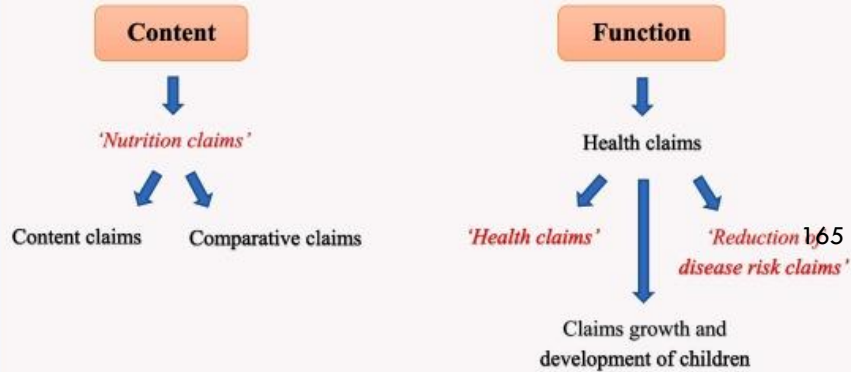 Content
Function
‘Nutrition claims’
Health claims
Content claims
Comparative claims
‘Health claims’
‘Reduction of
disease risk claims’
165
Claims growth and
development of children